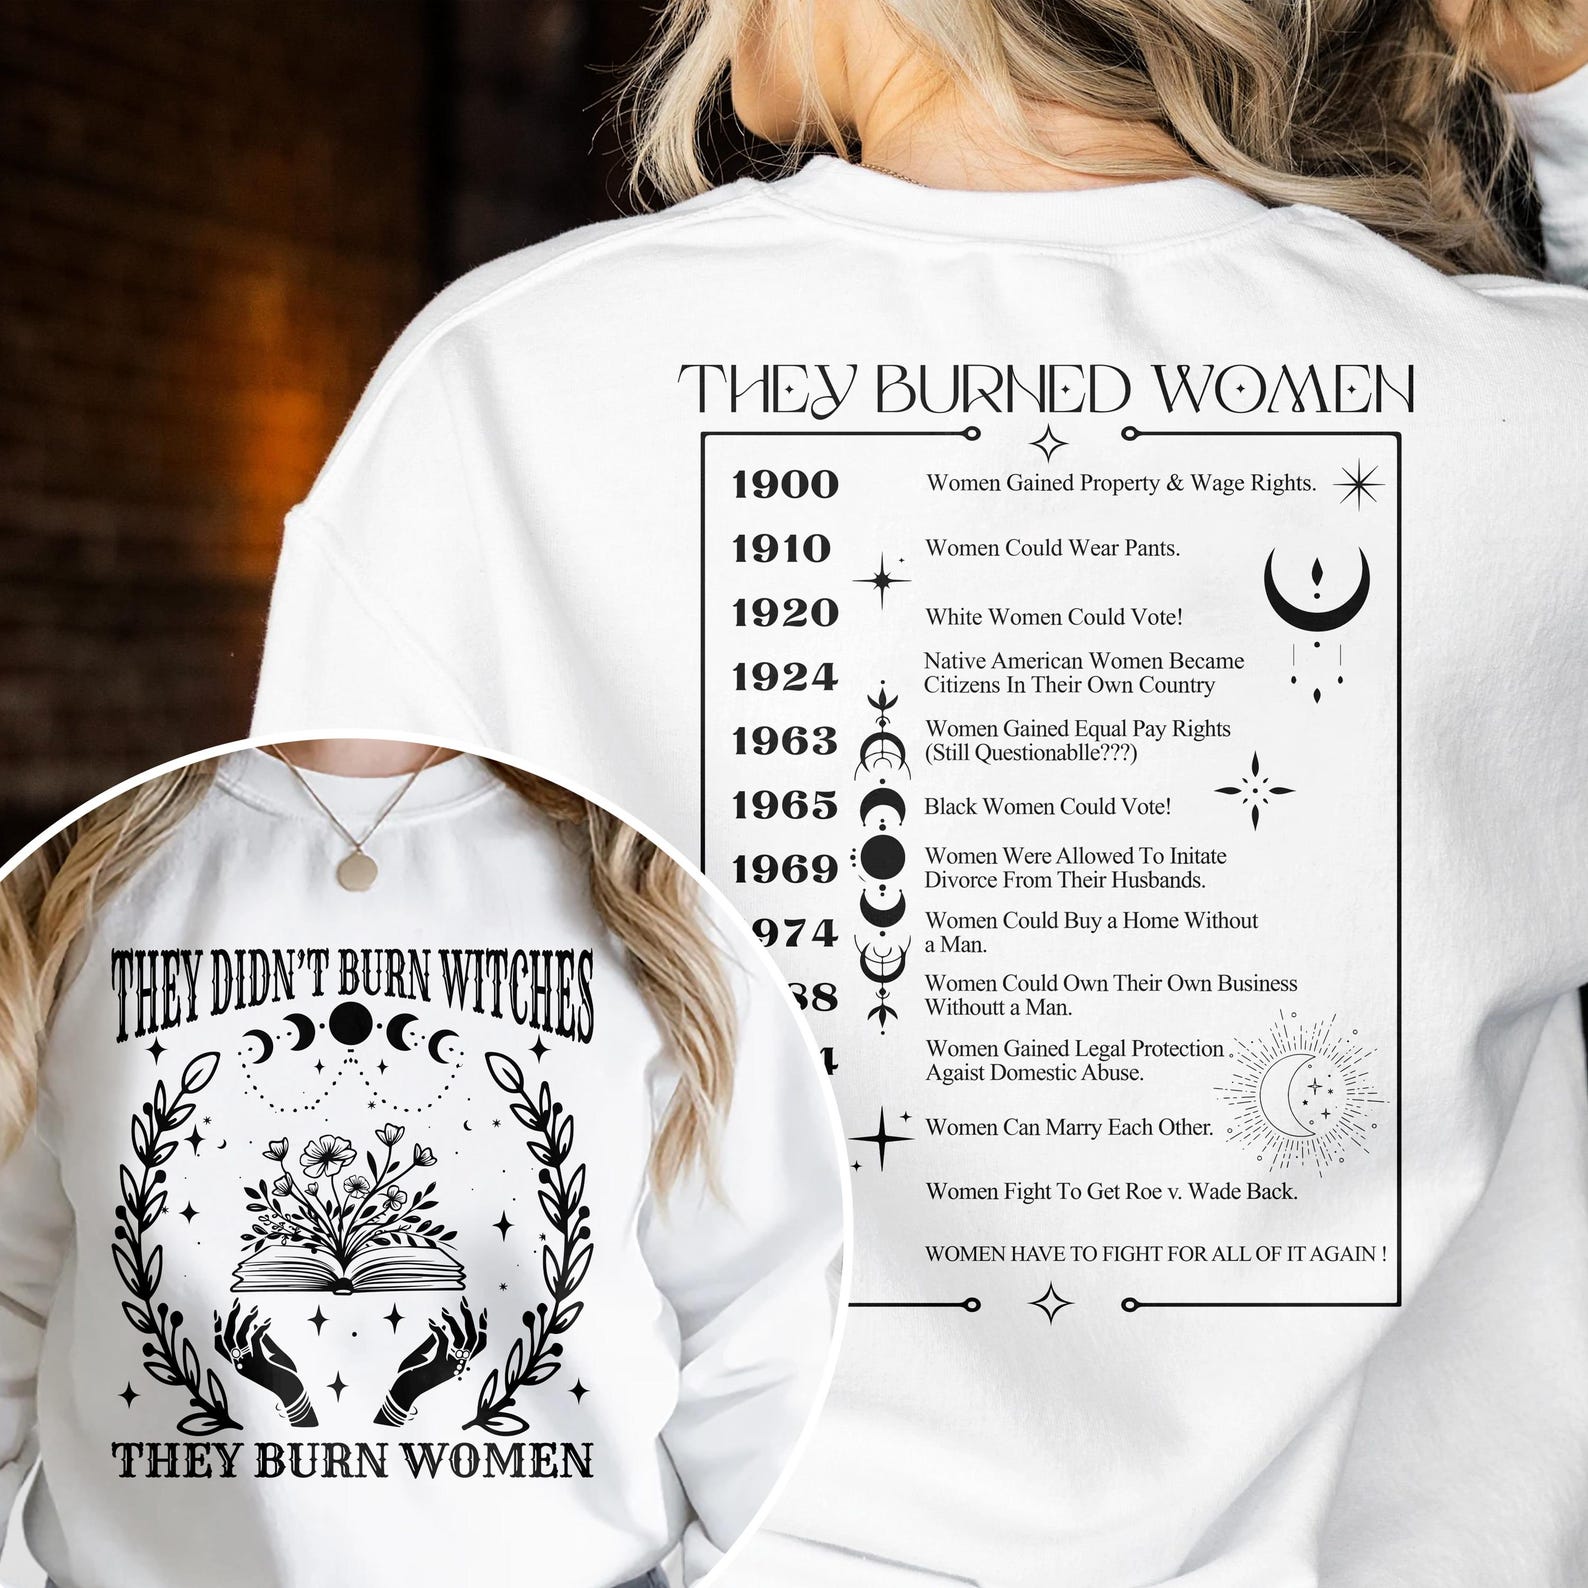 THEY BURNED WOMEN
1900 Women Gained Property & Wage Rights.
1910 Women Could Wear Pants.
1920 White Women Could Vote!
1924 Native American Women Became
Citizens In Their Own Country
1963 Women Gained Equal Pay Rights
(Still Questionablle???)
1965 Black Women Could Vote!
1969 Women Were Allowed To Initate
Divorce From Their Husbands.
974 Women Could Buy a Home Without
a Man.
88 Women Could Own Their Own Business
Withoutt a Man.
4 Women Gained Legal Protection
Agaist Domestic Abuse.
Women Can Marry Each Other.
Women Fight To Get Roe v. Wade Back.
WOMEN HAVE TO FIGHT FOR ALL OF IT AGAIN !
THEY DIDN'T BURN WITCHES
THEY BURN WOMEN